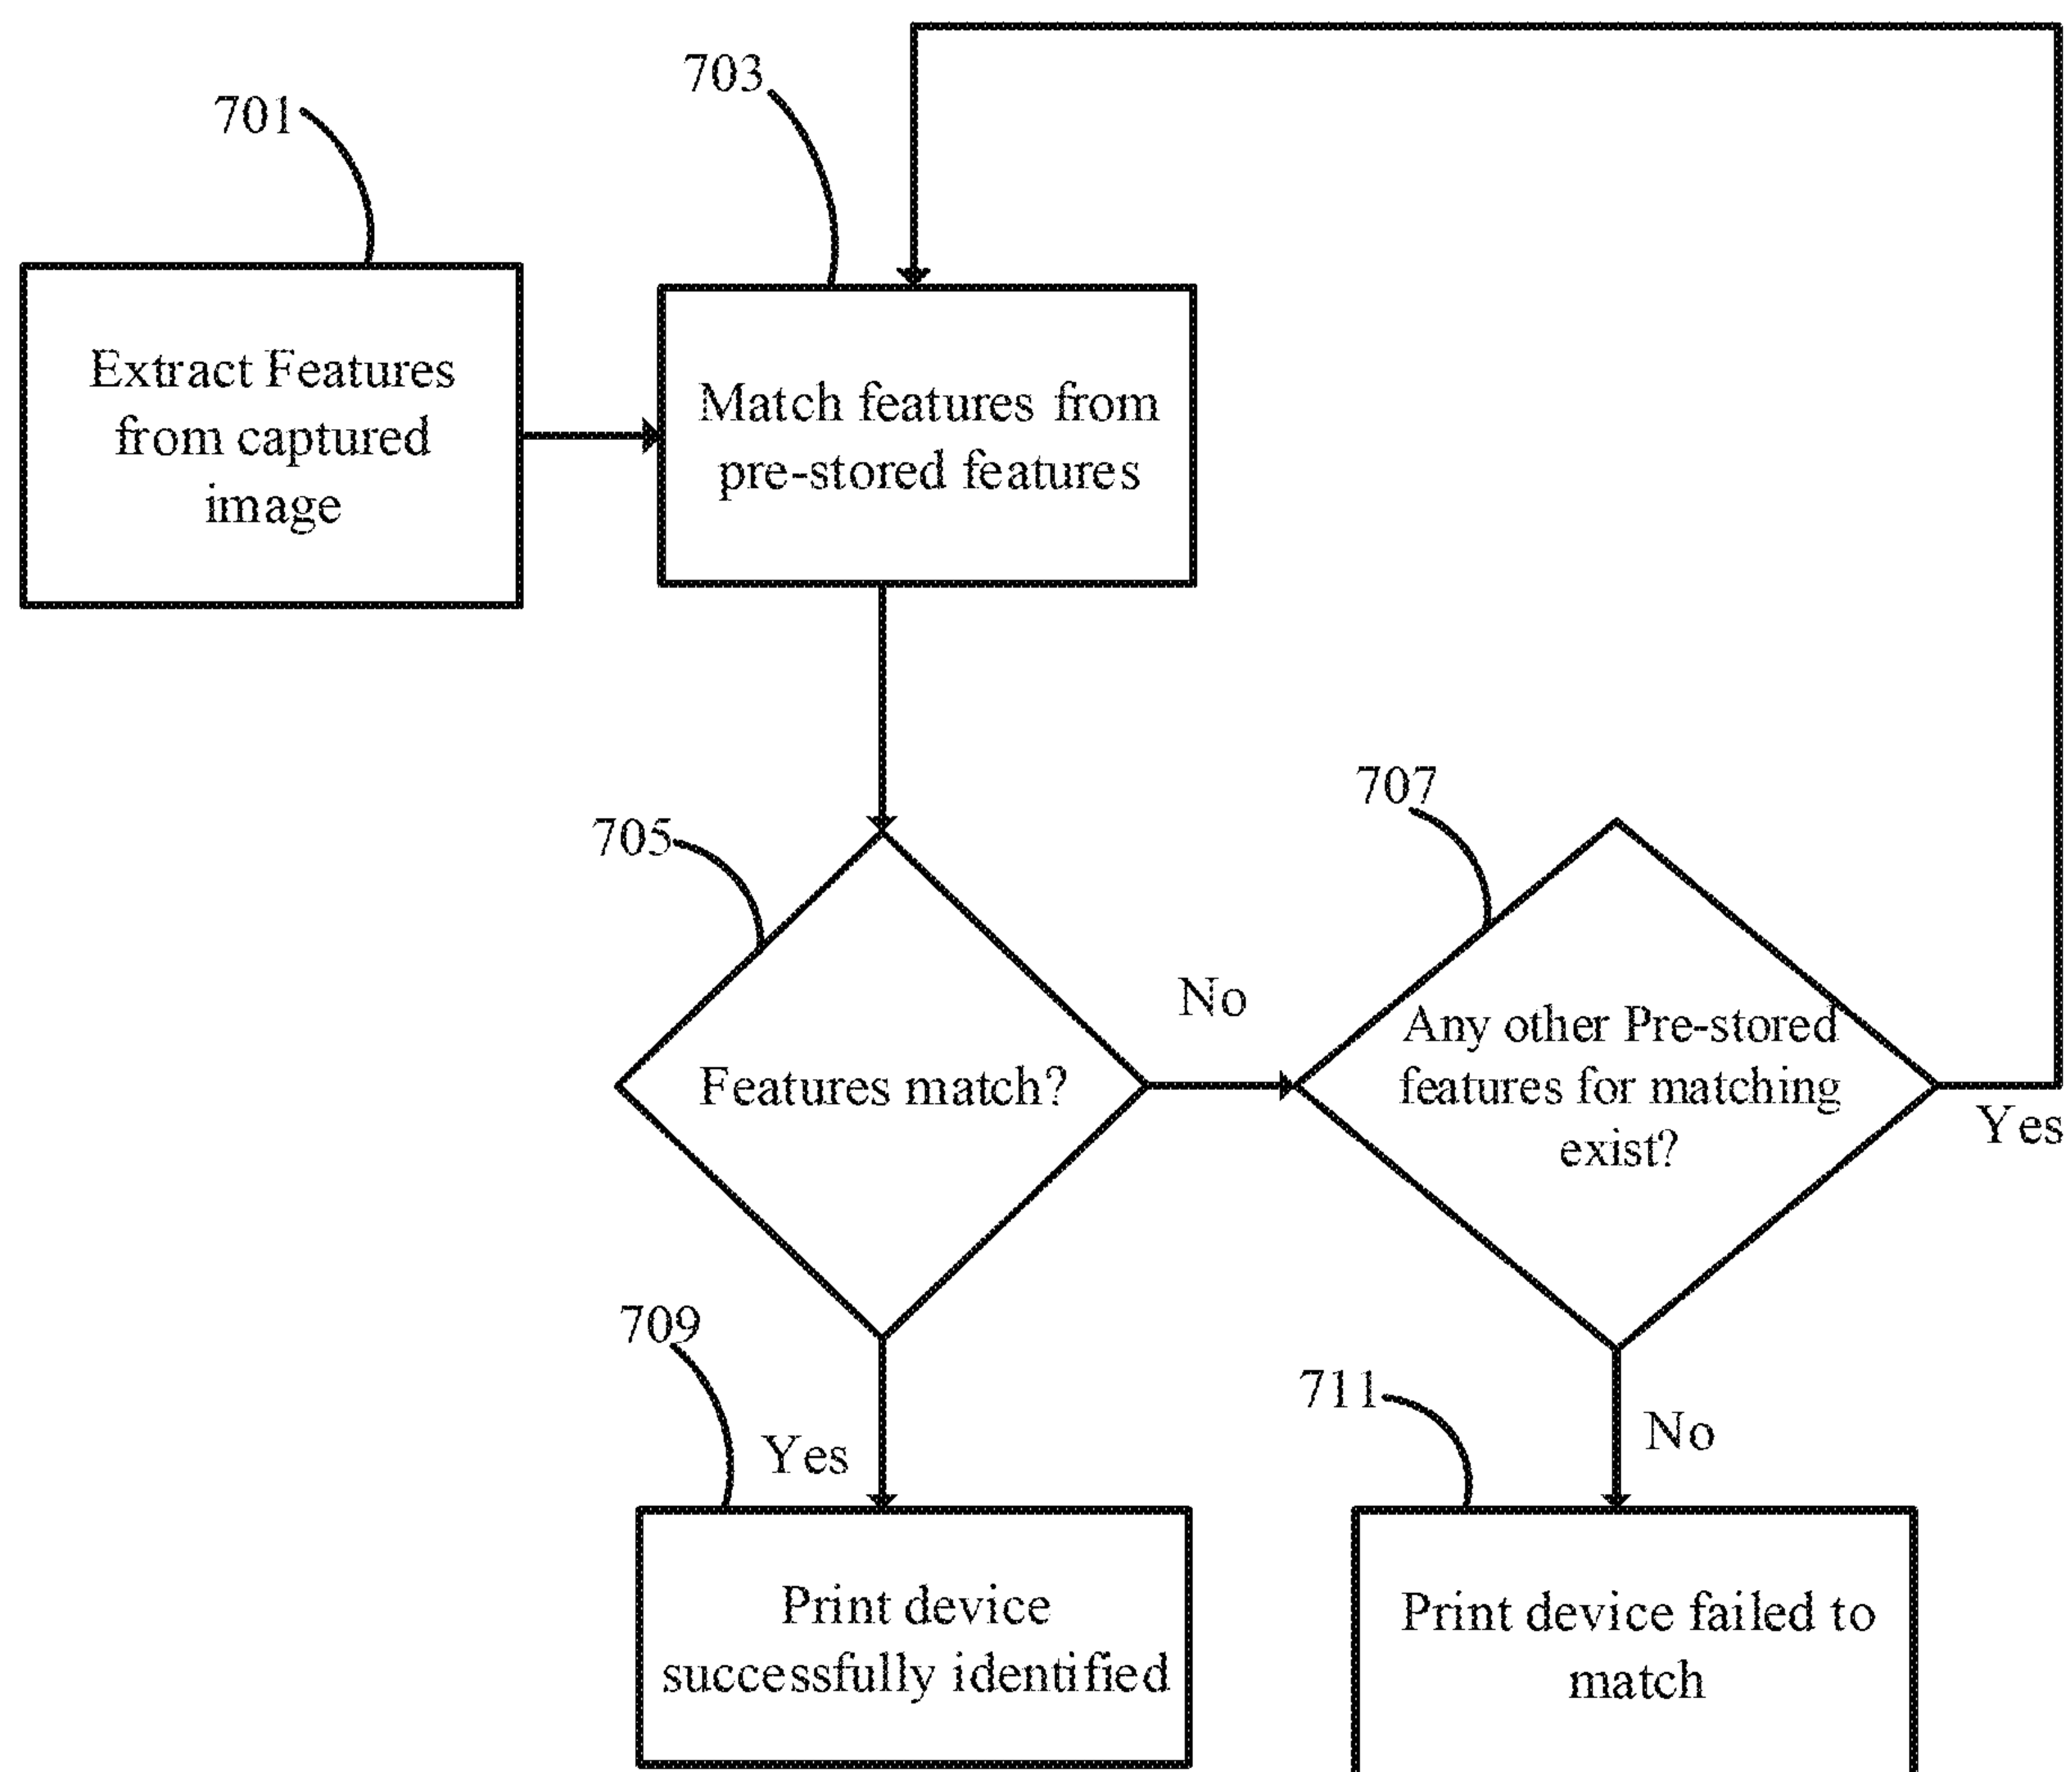 701
703
Extract Features
from captured
image
Match features from
pre-stored features
705
707
Features match?
No
Any other Pre-stored
features for matching
exist?
Yes
709
Yes
711
No
Print device
successfully identified
Print device failed to
match